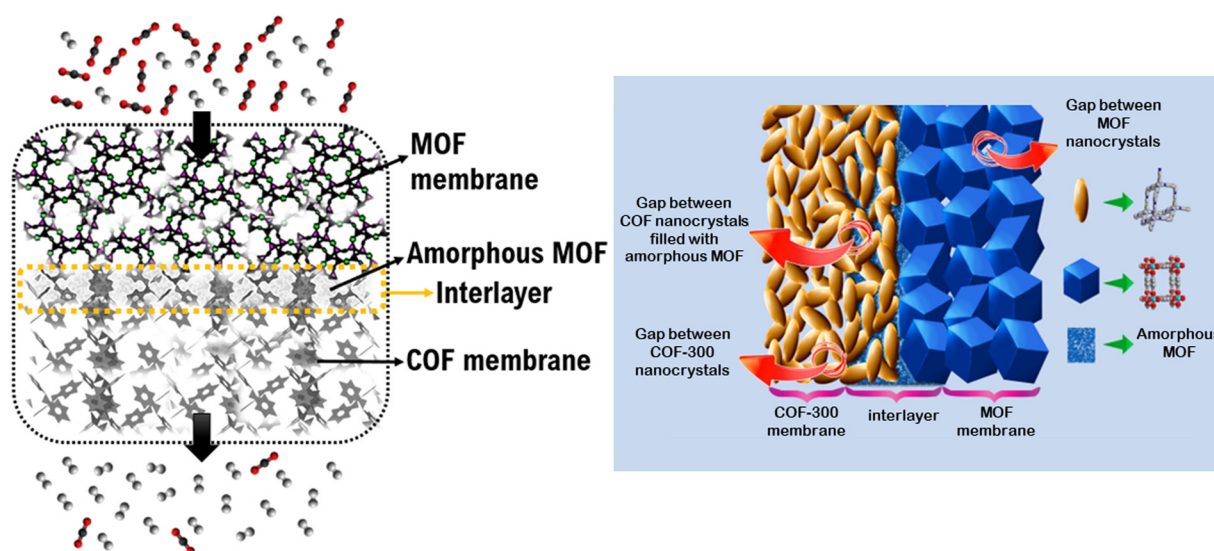 MOF
membrane
Amorphous MOF
Interlayer
COF membrane
Gap between
COF nanocrystals
filled with
amorphous MOF
Gap between
COF-300
nanocrystals
Gap between
MOF
nanocrystals
Amorphous
MOF
COF-300
membrane
interlayer
MOF
membrane